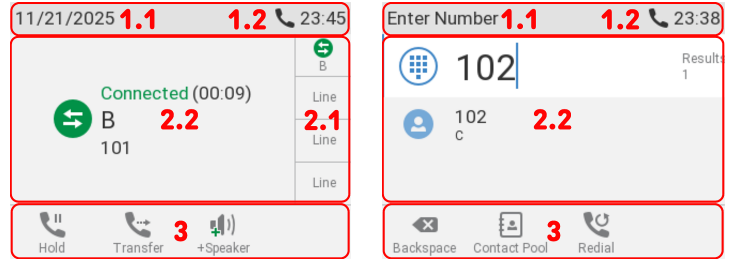 11/21/2025 1.1 1.2 23:45
B
Connected (00:09)
Line
B 2.2 2.1
101
Line
Line
Hold Transfer 3 +Speaker
Enter Number 1.1 1.2 23:38
102
Results
1
102 2.2
C
Backspace Contact Pool 3 Redial